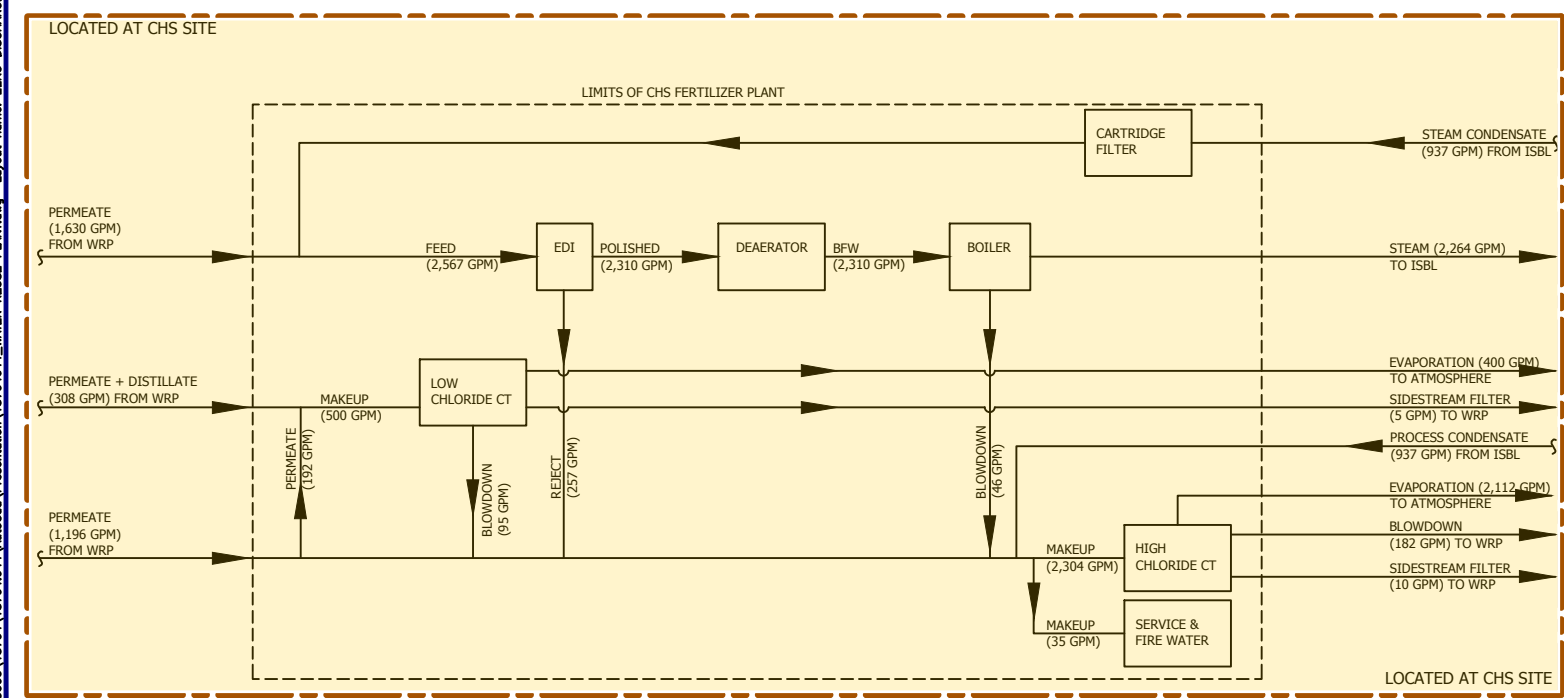 LOCATED AT CHS SITE
LIMITS OF CHS FERTILIZER PLANT
CARTRIDGE
FILTER
STEAM CONDENSATE
(937 GPM) FROM ISBL
PERMEATE
(1,630 GPM)
FROM WRP
FEED
(2,567 GPM)
EDI
POLISHED
(2,310 GPM)
DEAERATOR
BFW
(2,310 GPM)
BOILER
STEAM (2,264 GPM)
TO ISBL
PERMEATE + DISTILLATE
(308 GPM) FROM WRP
MAKEUP
(500 GPM)
LOW
CHLORIDE CT
EVAPORATION (400 GPM)
TO ATMOSPHERE
SIDESTREAM FILTER
(5 GPM) TO WRP
PROCESS CONDENSATE
(937 GPM) FROM ISBL
PERMEATE
(192 GPM)
BLOWDOWN
(95 GPM)
REJECT
(257 GPM)
BLOWDOWN
(46 GPM)
EVAPORATION (2,112 GPM)
TO ATMOSPHERE
PERMEATE
(1,196 GPM)
FROM WRP
MAKEUP
(2,304 GPM)
HIGH
CHLORIDE CT
BLOWDOWN
(182 GPM) TO WRP
SIDESTREAM FILTER
(10 GPM) TO WRP
MAKEUP
(35 GPM)
SERVICE &
FIRE WATER
LOCATED AT CHS SITE